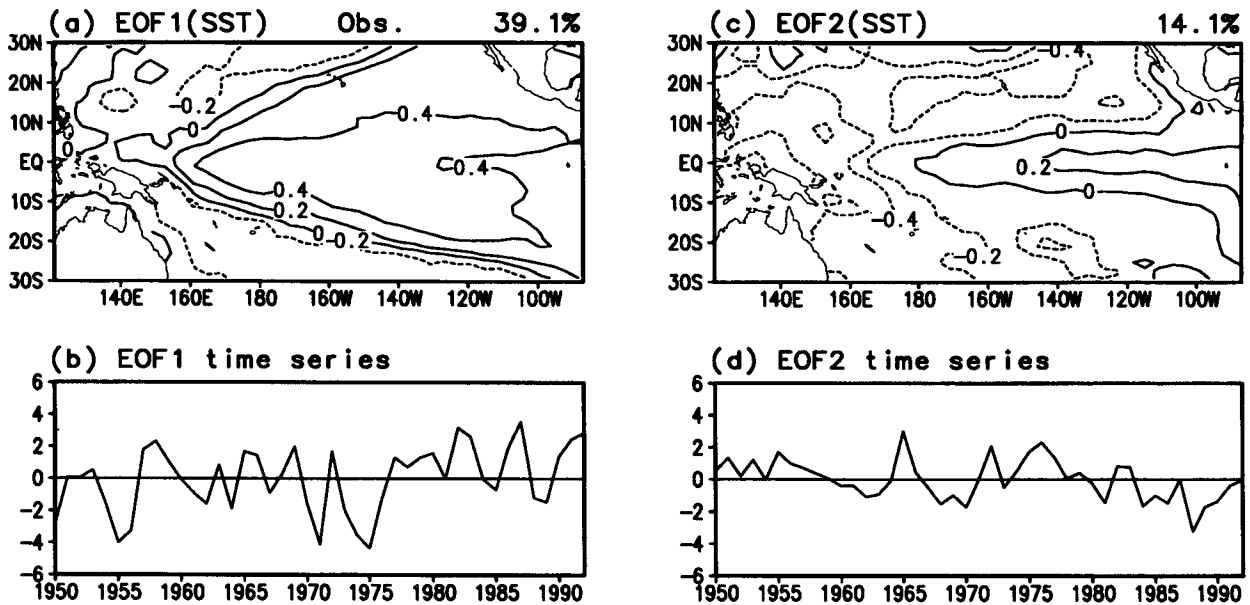 (a) EOF1(SST) Obs. 39.1%
30N
20N
10N
EQ
10S
20S
30S
-0.2
0
0.4
0
0.4
0.4
0.2
0
-0.2
140E 160E 180 160W 140W 120W 100W
(c) EOF2(SST) 14.1%
30N
20N
10N
EQ
10S
20S
30S
-0.4
0
0.2
0
-0.4
-0.2
140E 160E 180 160W 140W 120W 100W
(b) EOF1 time series
6
4
2
0
-2
-4
-6
1950 1955 1960 1965 1970 1975 1980 1985 1990
(d) EOF2 time series
6
4
2
0
-2
-4
-6
1950 1955 1960 1965 1970 1975 1980 1985 1990